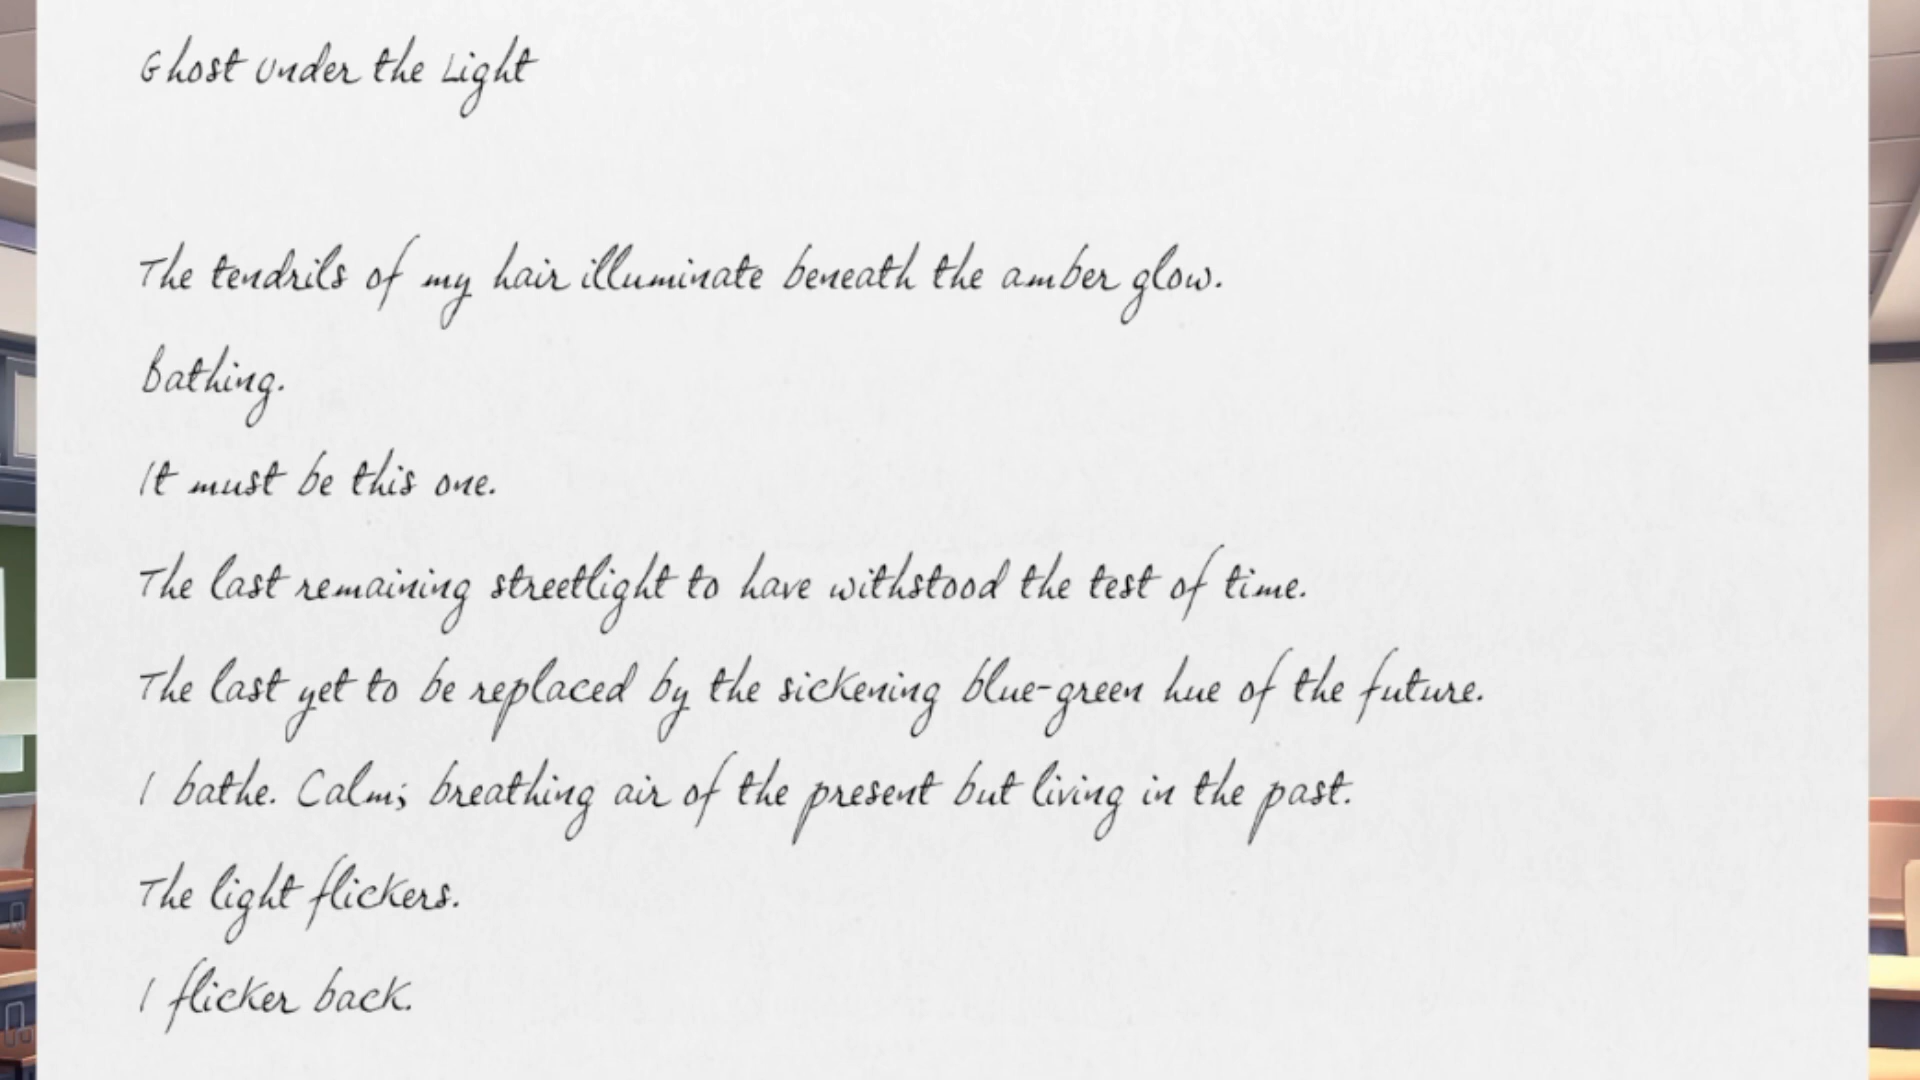 Ghost Under the Light
The tendrils of my hair illuminate beneath the amber glow.
Bathing.
It must be this one.
The last remaining streetlight to have withstood the test of time.
The last yet to be replaced by the sickening blue-green hue of the future.
I bathe. Calm; breathing air of the present but living in the past.
The light flickers.
I flicker back.